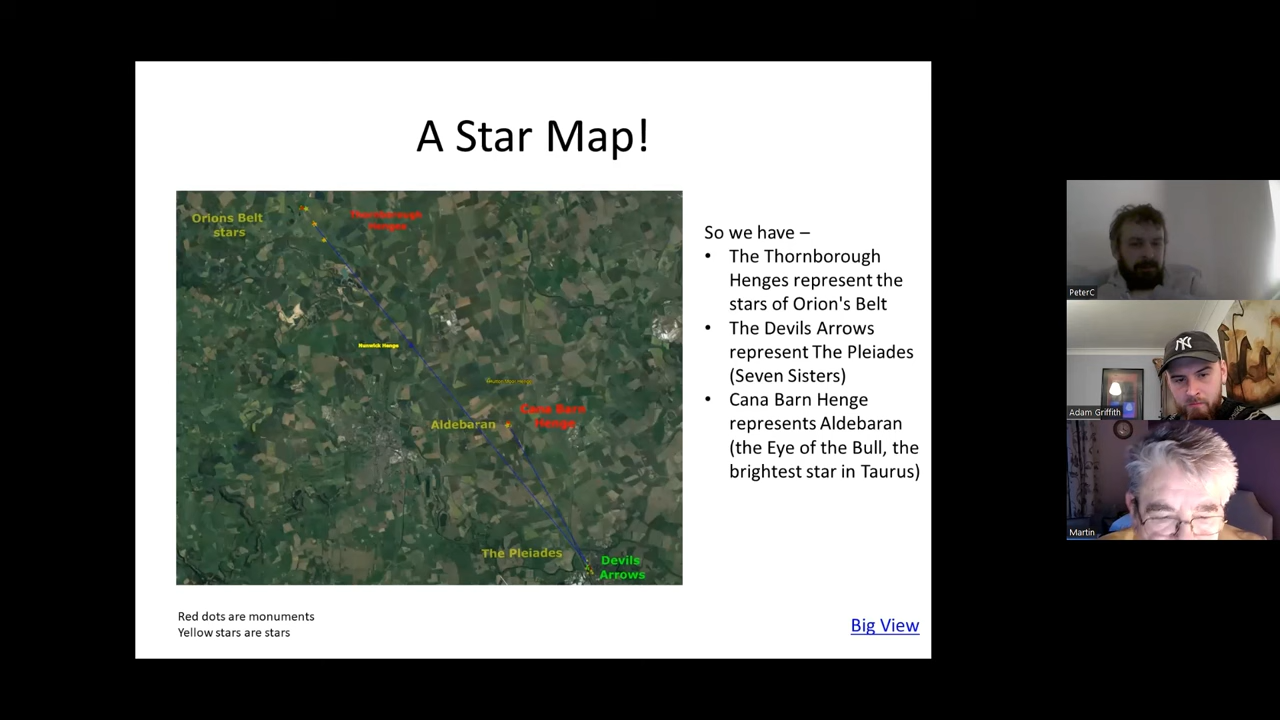 A Star Map!
Orions Belt
stars
Thornborough
Henges
Nunwick Henge
Cana Barn
Henge
Aldebaran
The Pleiades
Devils
Arrows
So we have –
• The Thornborough
Henges represent the
stars of Orion's Belt
• The Devils Arrows
represent The Pleiades
(Seven Sisters)
• Cana Barn Henge
represents Aldebaran
(the Eye of the Bull, the
brightest star in Taurus)
Red dots are monuments
Yellow stars are stars
Big View
PeterC
Adam Griffith
Martin